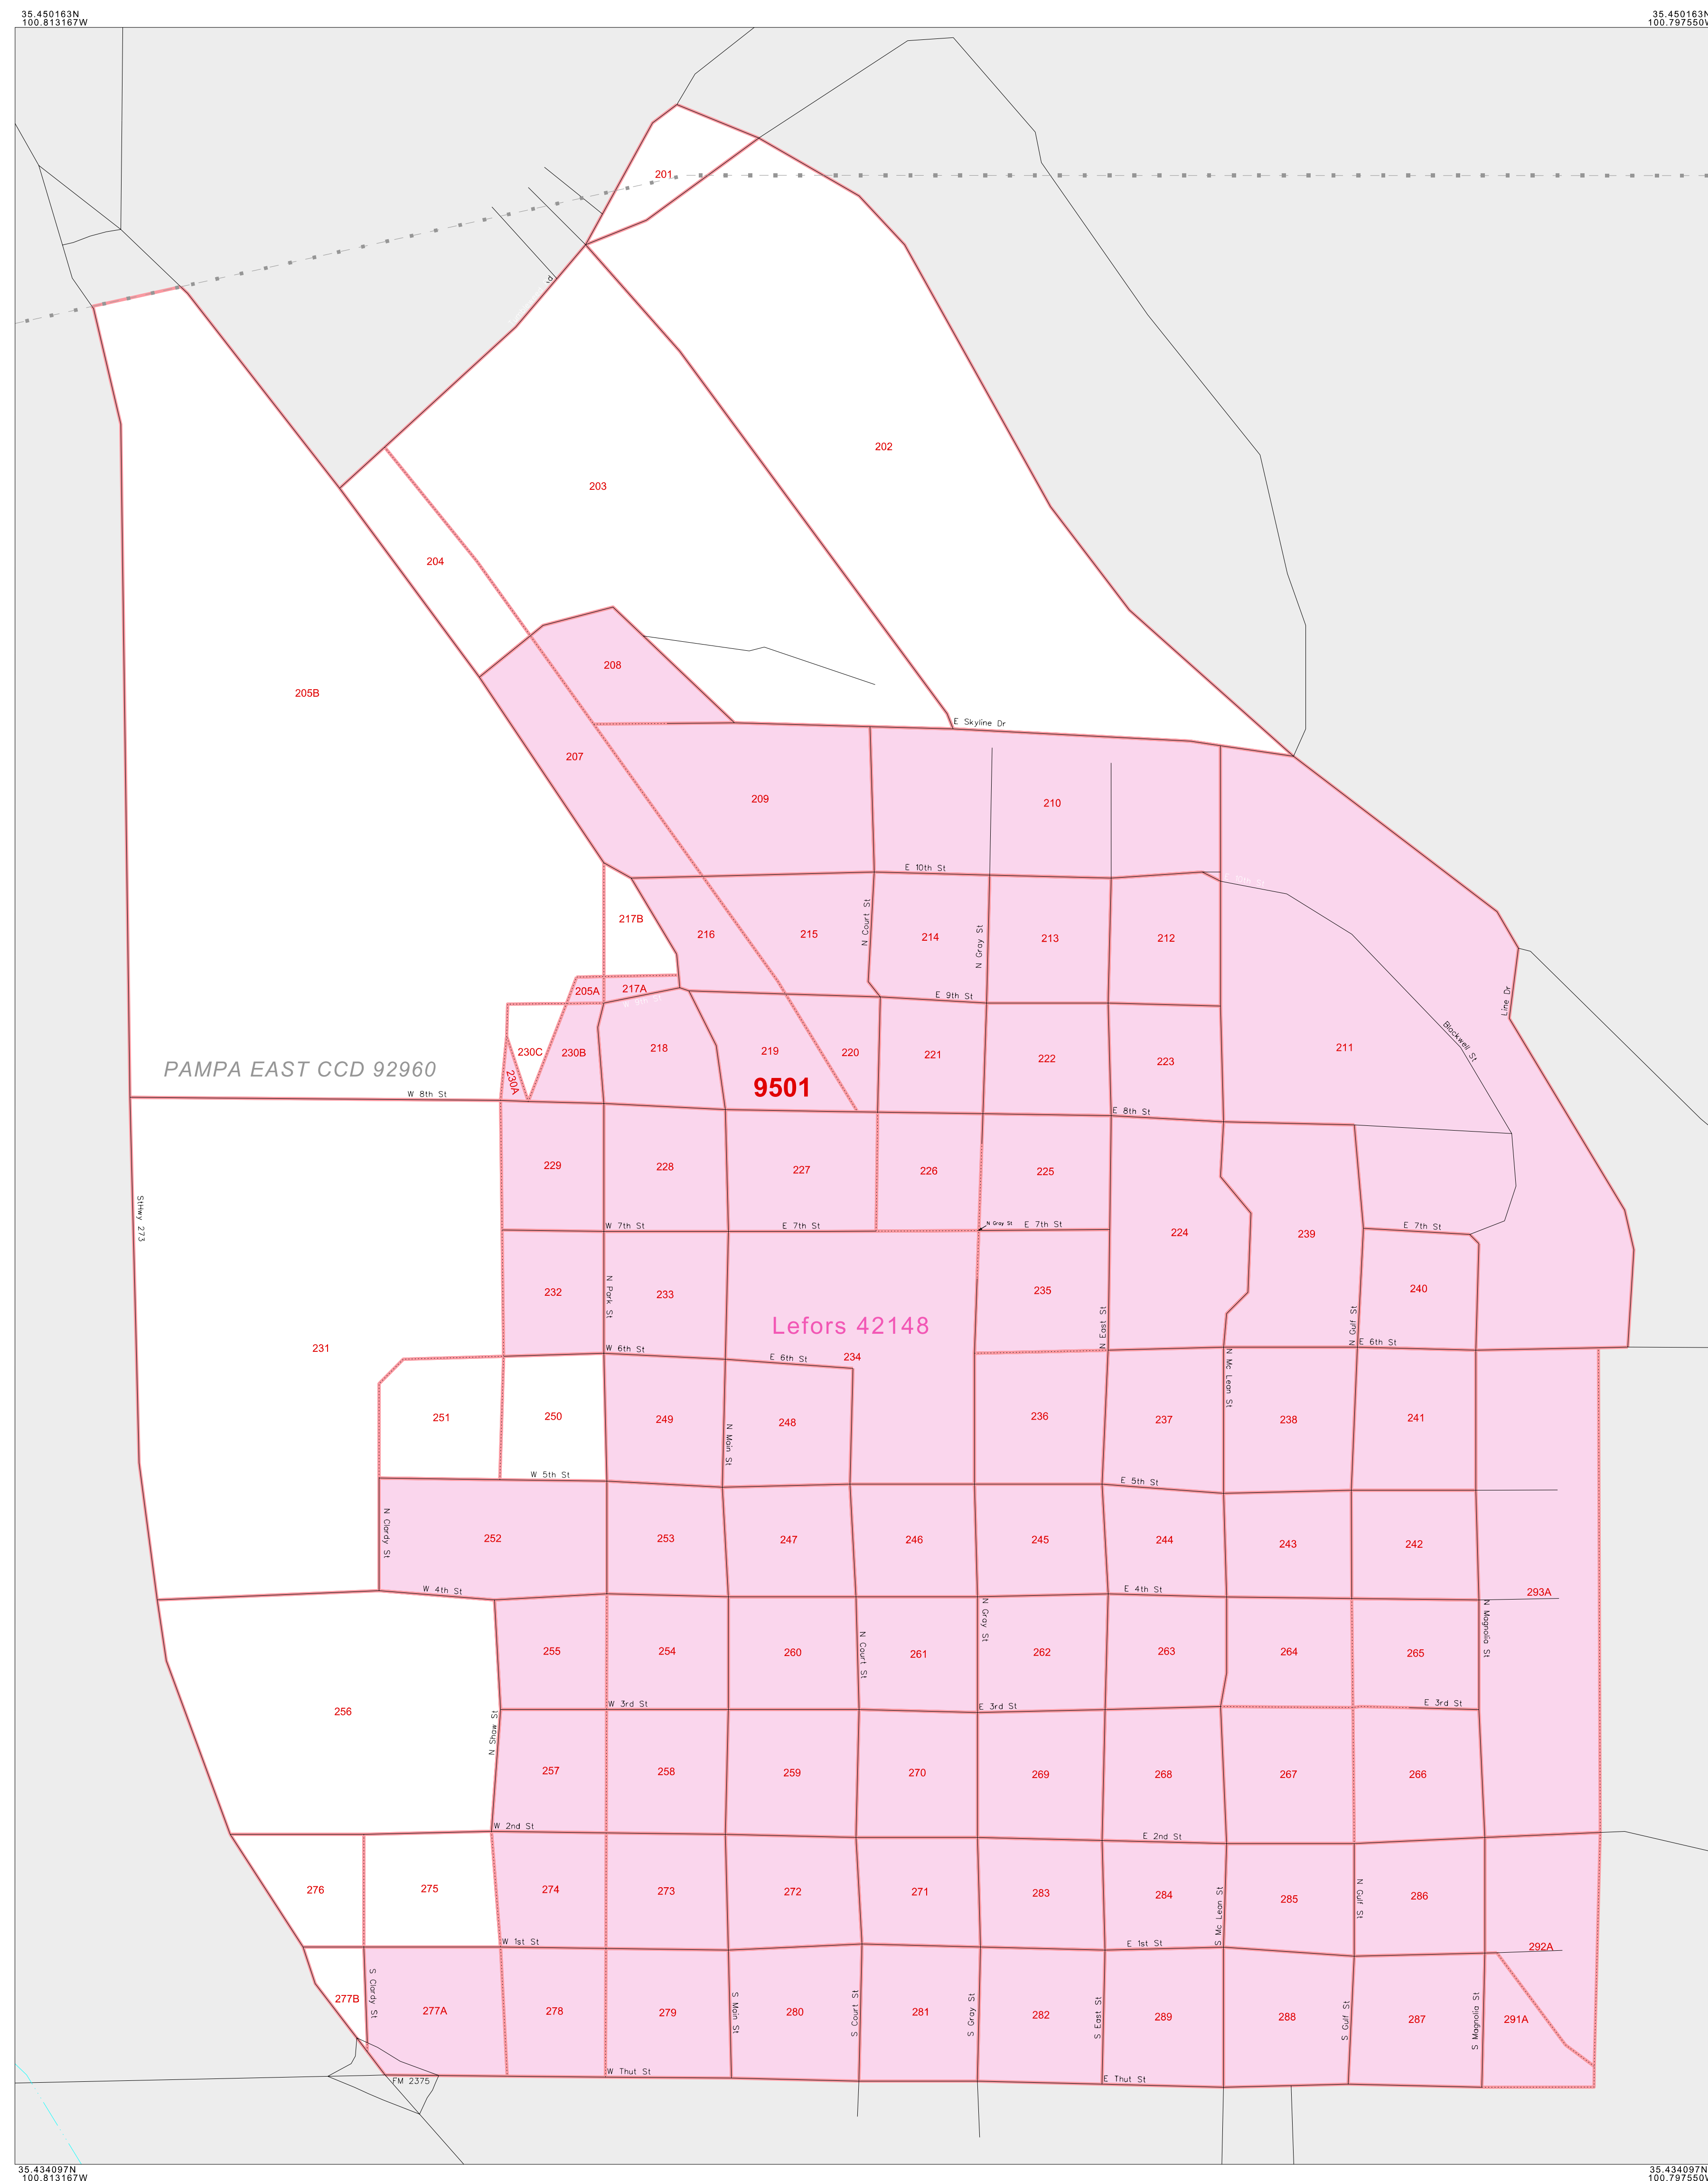 35.450163N
100.813167W
35.450163N
100.797550W
201
rd
202
203
204
208
205B
E Skyline Dr
207
209
210
E 10th St
E 10th St
217B
216
215
N Court St
214
N Gray St
213
212
205A
217A
E 9th St
Line Dr
230C
230B
230A
218
219
220
221
222
223
211
Blackwell St
PAMPA EAST CCD 92960
9501
W 8th St
E 8th St
229
228
227
226
225
StHwy 273
W 7th St
E 7th St
N Gray St
E 7th St
224
239
E 7th St
232
N Park St
233
235
240
Lefors 42148
N East St
N Gulf St
231
W 6th St
E 6th St
234
E 6th St
N Mc Lean St
251
250
249
N Main St
248
236
237
238
241
W 5th St
E 5th St
N Clardy St
252
253
247
246
245
244
243
242
W 4th St
E 4th St
293A
N Gray St
N Magnolia St
255
254
260
N Court St
261
262
263
264
265
W 3rd St
E 3rd St
E 3rd St
256
N Shaw St
257
258
259
270
269
268
267
266
W 2nd St
E 2nd St
276
275
274
273
272
271
283
284
S Mc Lean St
285
N Gulf St
286
W 1st St
E 1st St
292A
277B
S Clardy St
277A
278
279
S Main St
280
S Court St
281
S Gray St
282
S East St
289
288
S Gulf St
287
S Magnolia St
291A
W Thut St
FM 2375
E Thut St
35.434097N
100.813167W
35.434097N
100.797550W